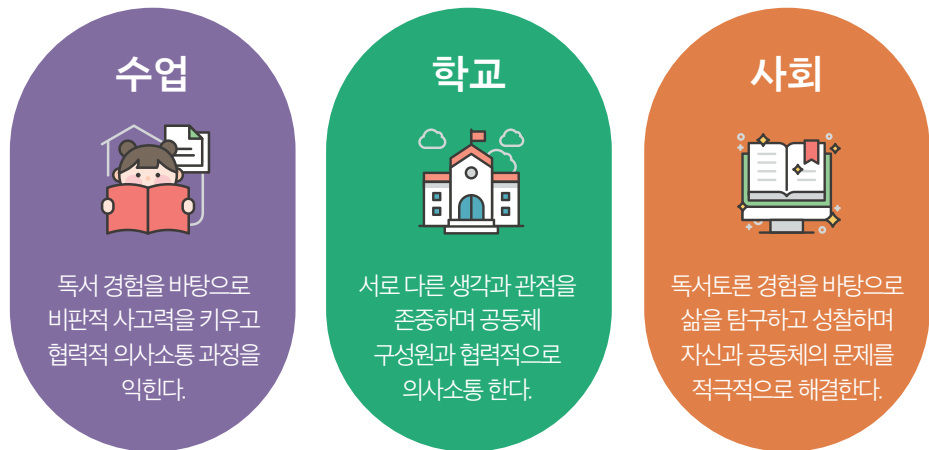 수업
독서 경험을 바탕으로
비판적 사고력을 키우고
협력적 의사소통 과정을
익힌다.
학교
서로 다른 생각과 관점을
존중하며 공동체
구성원과 협력적으로
의사소통 한다.
사회
독서토론 경험을 바탕으로
삶을 탐구하고 성찰하며
자신과 공동체의 문제를
적극적으로 해결한다.